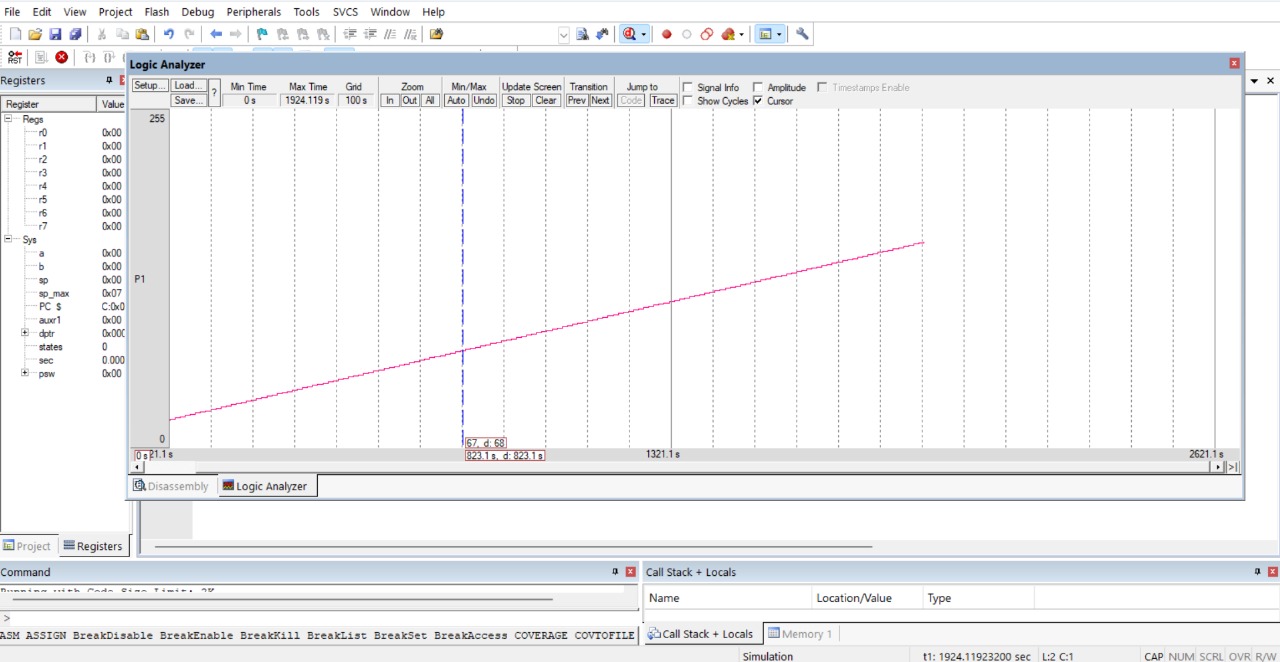 File Edit View Project Flash Debug Peripherals Tools SVCS Window Help
RST
Logic Analyzer
Registers
Setup... Load... ? Min Time Max Time Grid Zoom Min/Max Update Screen Transition Jump to Signal Info Amplitude Timestamps Enable
Save... 0 s 1924.119 s 100 s In Out All Auto Undo Stop Clear Prev Next Code Trace Show Cycles Cursor
Register Value
Regs
r0 0x00
r1 0x00
r2 0x00
r3 0x00
r4 0x00
r5 0x00
r6 0x00
r7 0x00
Sys
a 0x00
b 0x00
sp 0x00
sp_max 0x07
PC $ C:0x0
auxr1 0x00
dptr 0x000
states 0
sec 0.000
psw 0x00
255
P1
0
67, d: 68
0 s 21.1 s 823.1 s, d: 823.1 s 1321.1 s 2621.1 s
Disassembly Logic Analyzer
Project Registers
Command
Running with Code Size Limit: 2K
>
ASM ASSIGN BreakDisable BreakEnable BreakKill BreakList BreakSet BreakAccess COVERAGE COVTOFILE
Call Stack + Locals
Name Location/Value Type
Call Stack + Locals Memory 1
Simulation t1: 1924.11923200 sec L:2 C:1 CAP NUM SCRL OVR R/W